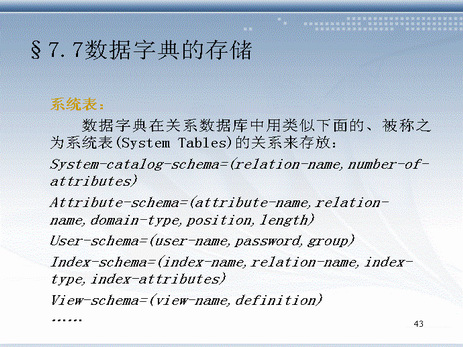 §7.7数据字典的存储
系统表：
数据字典在关系数据库中用类似下面的、被称之
为系统表(System Tables)的关系来存放：
System-catalog-schema=(relation-name,number-of-
attributes)
Attribute-schema=(attribute-name,relation-
name,domain-type,position,length)
User-schema=(user-name,password,group)
Index-schema=(index-name,relation-name,index-
type,index-attributes)
View-schema=(view-name,definition)
……
43